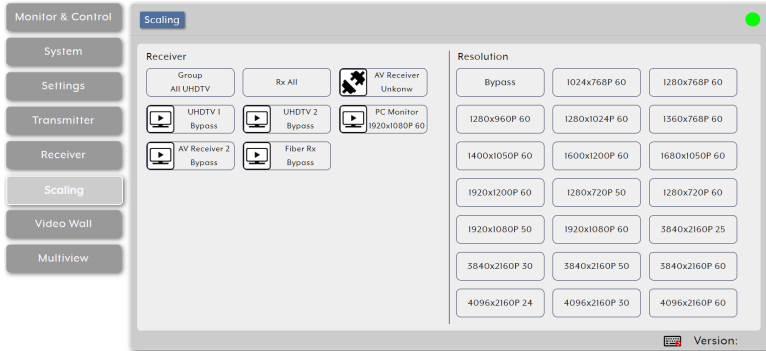 Monitor & Control
System
Settings
Transmitter
Receiver
Scaling
Video Wall
Multiview
Scaling
Receiver
Group
All UHDTV
Rx All
AV Receiver
Unkonw
UHDTV 1
Bypass
UHDTV 2
Bypass
PC Monitor
1920x1080P 60
AV Receiver 2
Bypass
Fiber Rx
Bypass
Resolution
Bypass
1024x768P 60
1280x768P 60
1280x960P 60
1280x1024P 60
1360x768P 60
1400x1050P 60
1600x1200P 60
1680x1050P 60
1920x1200P 60
1280x720P 50
1280x720P 60
1920x1080P 50
1920x1080P 60
3840x2160P 25
3840x2160P 30
3840x2160P 50
3840x2160P 60
4096x2160P 24
4096x2160P 30
4096x2160P 60
Version: